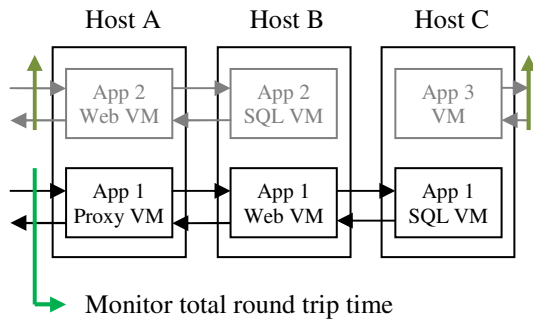 Host A Host B Host C
App 2
Web VM
App 2
SQL VM
App 3
VM
App 1
Proxy VM
App 1
Web VM
App 1
SQL VM
Monitor total round trip time